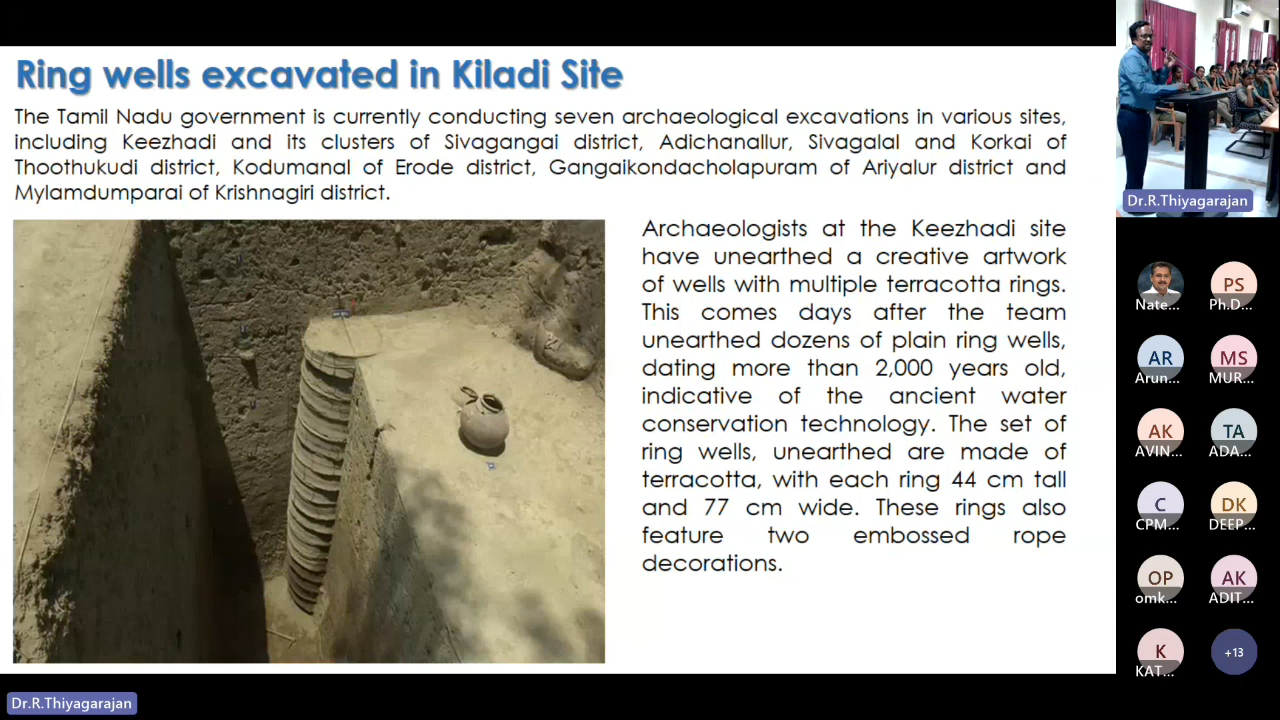 Ring wells excavated in Kiladi Site
The Tamil Nadu government is currently conducting seven archaeological excavations in various sites,
including Keezhadi and its clusters of Sivagangai district, Adichanallur, Sivagalal and Korkai of
Thoothukudi district, Kodumanal of Erode district, Gangaikondacholapuram of Ariyalur district and
Mylamdumparai of Krishnagiri district.
Archaeologists at the Keezhadi site
have unearthed a creative artwork
of wells with multiple terracotta rings.
This comes days after the team
unearthed dozens of plain ring wells,
dating more than 2,000 years old,
indicative of the ancient water
conservation technology. The set of
ring wells, unearthed are made of
terracotta, with each ring 44 cm tall
and 77 cm wide. These rings also
feature two embossed rope
decorations.
Dr.R.Thiyagarajan
Nate...
PS
Ph.D...
AR
Arun...
MS
MUR...
AK
AVIN...
TA
ADA...
C
CPM...
DK
DEEP...
OP
omk...
AK
ADIT...
K
KAT...
+13
Dr.R.Thiyagarajan